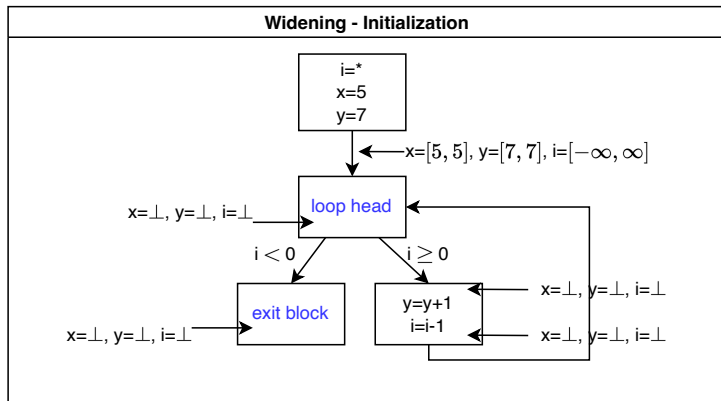 Widening - Initialization
i=*
x=5
y=7
x=[5, 5], y=[7, 7], i=[−∞, ∞]
loop head
x=⊥, y=⊥, i=⊥
i < 0
i ≥ 0
exit block
y=y+1
i=i-1
x=⊥, y=⊥, i=⊥
x=⊥, y=⊥, i=⊥
x=⊥, y=⊥, i=⊥